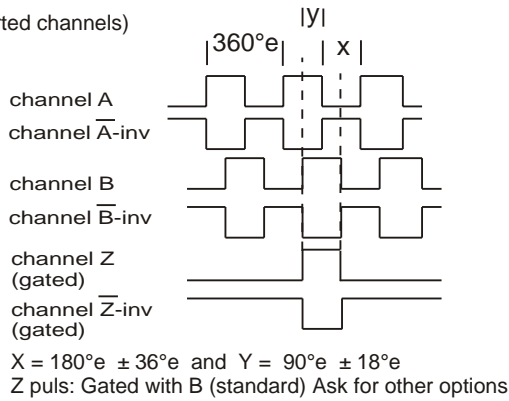 rted channels)
|y|
|360°e| x |
channel A
channel A̅-inv
channel B
channel B̅-inv
channel Z
(gated)
channel Z̅-inv
(gated)
X = 180°e ±36°e and Y = 90°e ±18°e
Z puls: Gated with B (standard) Ask for other options